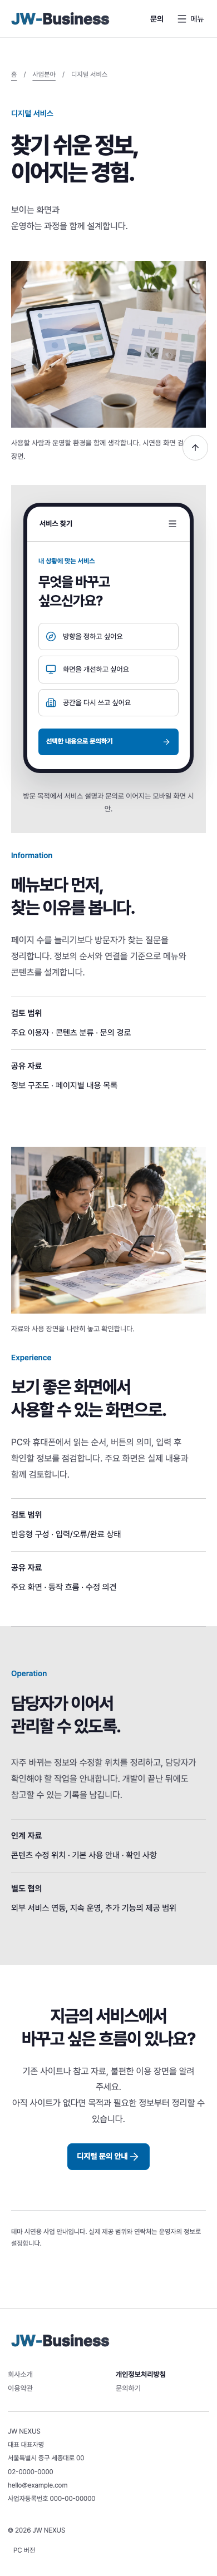 JW-Business
문의
메뉴
홈 / 사업분야 / 디지털 서비스
디지털 서비스
찾기 쉬운 정보,
이어지는 경험.
보이는 화면과
운영하는 과정을 함께 설계합니다.
사용할 사람과 운영할 환경을 함께 생각합니다. 시연용 화면 검
장면.
서비스 찾기
내 상황에 맞는 서비스
무엇을 바꾸고
싶으신가요?
방향을 정하고 싶어요
화면을 개선하고 싶어요
공간을 다시 쓰고 싶어요
선택한 내용으로 문의하기
방문 목적에서 서비스 설명과 문의로 이어지는 모바일 화면 시
안.
Information
메뉴보다 먼저,
찾는 이유를 봅니다.
페이지 수를 늘리기보다 방문자가 찾는 질문을
정리합니다. 정보의 순서와 연결을 기준으로 메뉴와
콘텐츠를 설계합니다.
검토 범위
주요 이용자 · 콘텐츠 분류 · 문의 경로
공유 자료
정보 구조도 · 페이지별 내용 목록
자료와 사용 장면을 나란히 놓고 확인합니다.
Experience
보기 좋은 화면에서
사용할 수 있는 화면으로.
PC와 휴대폰에서 읽는 순서, 버튼의 의미, 입력 후
확인할 정보를 점검합니다. 주요 화면은 실제 내용과
함께 검토합니다.
검토 범위
반응형 구성 · 입력/오류/완료 상태
공유 자료
주요 화면 · 동작 흐름 · 수정 의견
Operation
담당자가 이어서
관리할 수 있도록.
자주 바뀌는 정보와 수정할 위치를 정리하고, 담당자가
확인해야 할 작업을 안내합니다. 개발이 끝난 뒤에도
참고할 수 있는 기록을 남깁니다.
인계 자료
콘텐츠 수정 위치 · 기본 사용 안내 · 확인 사항
별도 협의
외부 서비스 연동, 지속 운영, 추가 기능의 제공 범위
지금의 서비스에서
바꾸고 싶은 흐름이 있나요?
기존 사이트나 참고 자료, 불편한 이용 장면을 알려
주세요.
아직 사이트가 없다면 목적과 필요한 정보부터 정리할 수
있습니다.
디지털 문의 안내
테마 시연용 사업 안내입니다. 실제 제공 범위와 연락처는 운영자의 정보로
설정합니다.
JW-Business
회사소개
개인정보처리방침
이용약관
문의하기
JW NEXUS
대표 대표자명
서울특별시 중구 세종대로 00
02-0000-0000
hello@example.com
사업자등록번호 000-00-00000
© 2026 JW NEXUS
PC 버전